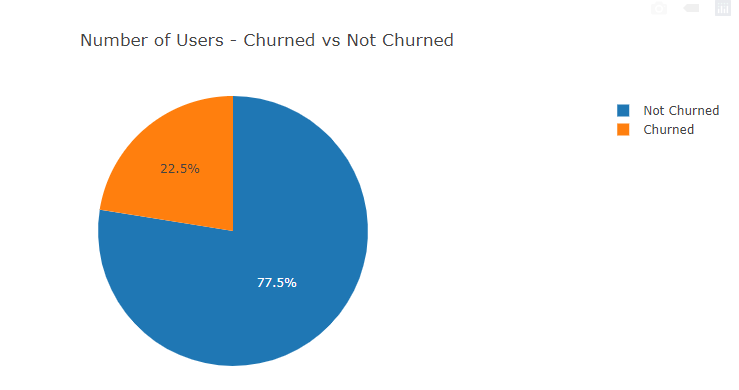 Number of Users - Churned vs Not Churned
Not Churned
Churned
22.5%
77.5%